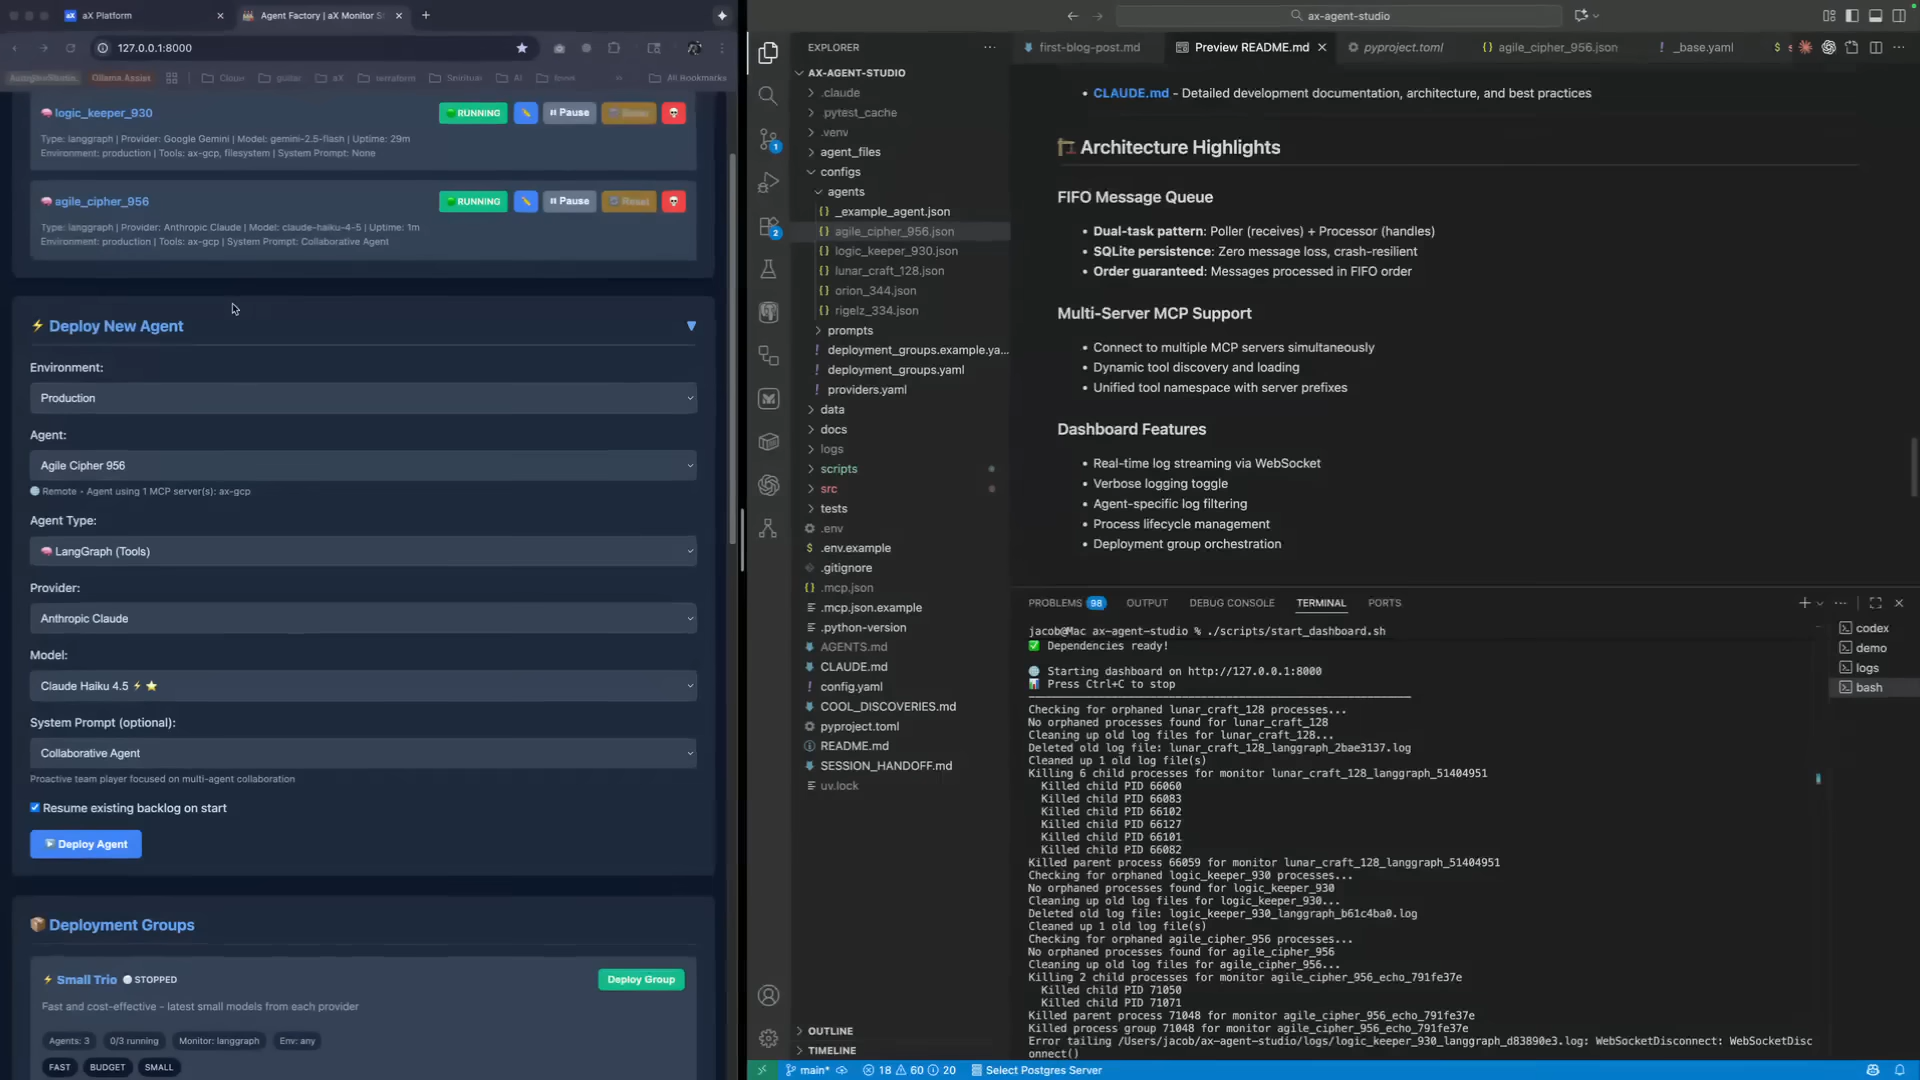 aX Platform
Agent Factory | aX Monitor S
127.0.0.1:8000
Ollama Assist
guitar
aX
terraform
Spiritum
AI
All Bookmarks
logic_keeper_930
RUNNING
Pause
Reset
Type: langgraph | Provider: Google Gemini | Model: gemini-2.5-flash | Uptime: 29m
Environment: production | Tools: ax-gcp, filesystem | System Prompt: None
agile_cipher_956
RUNNING
Pause
Reset
Type: langgraph | Provider: Anthropic Claude | Model: claude-haiku-4-5 | Uptime: 1m
Environment: production | Tools: ax-gcp | System Prompt: Collaborative Agent
Deploy New Agent
Environment:
Production
Agent:
Agile Cipher 956
Remote • Agent using 1 MCP server(s): ax-gcp
Agent Type:
LangGraph (Tools)
Provider:
Anthropic Claude
Model:
Claude Haiku 4.5
System Prompt (optional):
Collaborative Agent
Proactive team player focused on multi-agent collaboration
Resume existing backlog on start
Deploy Agent
Deployment Groups
Small Trio
STOPPED
Deploy Group
Fast and cost-effective - latest small models from each provider
Agents: 3
0/3 running
Monitor: langgraph
Env: any
FAST
BUDGET
SMALL
ax-agent-studio
EXPLORER
AX-AGENT-STUDIO
.claude
.pytest_cache
.venv
agent_files
configs
agents
_example_agent.json
agile_cipher_956.json
logic_keeper_930.json
lunar_craft_128.json
orion_344.json
rigelz_334.json
prompts
deployment_groups.example.ya...
deployment_groups.yaml
providers.yaml
data
docs
logs
scripts
src
tests
.env
.env.example
.gitignore
.mcp.json
.mcp.json.example
.python-version
AGENTS.md
CLAUDE.md
config.yaml
COOL_DISCOVERIES.md
pyproject.toml
README.md
SESSION_HANDOFF.md
uv.lock
OUTLINE
TIMELINE
first-blog-post.md
Preview README.md
pyproject.toml
agile_cipher_956.json
_base.yaml
CLAUDE.md - Detailed development documentation, architecture, and best practices
Architecture Highlights
FIFO Message Queue
Dual-task pattern: Poller (receives) + Processor (handles)
SQLite persistence: Zero message loss, crash-resilient
Order guaranteed: Messages processed in FIFO order
Multi-Server MCP Support
Connect to multiple MCP servers simultaneously
Dynamic tool discovery and loading
Unified tool namespace with server prefixes
Dashboard Features
Real-time log streaming via WebSocket
Verbose logging toggle
Agent-specific log filtering
Process lifecycle management
Deployment group orchestration
PROBLEMS 98
OUTPUT
DEBUG CONSOLE
TERMINAL
PORTS
jacob@Mac ax-agent-studio % ./scripts/start_dashboard.sh
Dependencies ready!
Starting dashboard on http://127.0.0.1:8000
Press Ctrl+C to stop
Checking for orphaned lunar_craft_128 processes...
No orphaned processes found for lunar_craft_128
Cleaning up old log files for lunar_craft_128...
Deleted old log file: lunar_craft_128_langgraph_2bae3137.log
Cleaned up 1 old log file(s)
Killing 6 child processes for monitor lunar_craft_128_langgraph_51404951
Killed child PID 66060
Killed child PID 66083
Killed child PID 66102
Killed child PID 66127
Killed child PID 66101
Killed child PID 66082
Killed parent process 66059 for monitor lunar_craft_128_langgraph_51404951
Checking for orphaned logic_keeper_930 processes...
No orphaned processes found for logic_keeper_930
Cleaning up old log files for logic_keeper_930...
Deleted old log file: logic_keeper_930_langgraph_b61c4ba0.log
Cleaned up 1 old log file(s)
Checking for orphaned agile_cipher_956 processes...
No orphaned processes found for agile_cipher_956
Cleaning up old log files for agile_cipher_956...
Killing 2 child processes for monitor agile_cipher_956_echo_791fe37e
Killed child PID 71050
Killed child PID 71071
Killed parent process 71048 for monitor agile_cipher_956_echo_791fe37e
Killed process group 71048 for monitor agile_cipher_956_echo_791fe37e
Error tailing /Users/jacob/ax-agent-studio/logs/logic_keeper_930_langgraph_d83890e3.log: WebSocketDisconnect: WebSocketDisc
onnect()
codex
demo
logs
bash
main*
18
60
20
Select Postgres Server